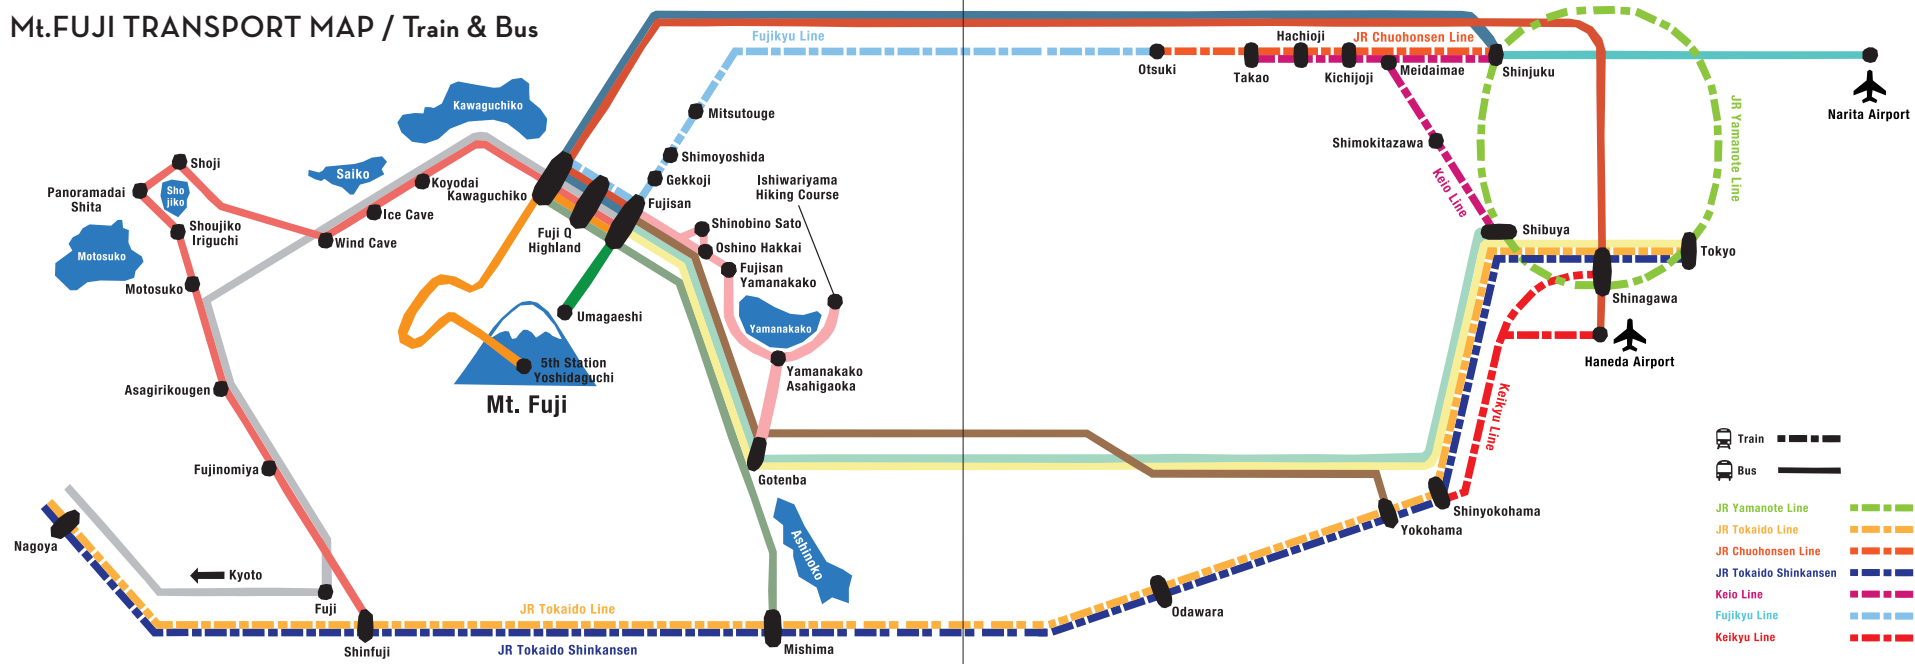 Mt.FUJI TRANSPORT MAP / Train & Bus
Fujikyu Line
Hachioji
JR Chuohonsen Line
Otsuki
Takao
Kichijoji
Meidaimae
Shinjuku
Narita Airport
JR Yamanote Line
Kawaguchiko
Mitsutouge
Shimokitazawa
Shoji
Saiko
Shimoyoshida
Koyodai
Gekkoji
Ishiwariyama
Hiking Course
Panoramadai
Shita
Sho
jiko
Kawaguchiko
Fujisan
Keio Line
Ice Cave
Shoujiko
Iriguchi
Wind Cave
Fuji Q
Highland
Shinobino Sato
Oshino Hakkai
Shibuya
Tokyo
Motosuko
Motosuko
Fujisan
Yamanakako
Shinagawa
Umagaeshi
Yamanakako
Haneda Airport
5th Station
Yoshidaguchi
Yamanakako
Asahigaoka
Asagirikougen
Mt. Fuji
Keikyu Line
Train
Bus
Fujinomiya
Gotenba
Shinyokohama
Yokohama
JR Yamanote Line
JR Tokaido Line
JR Chuohonsen Line
JR Tokaido Shinkansen
Keio Line
Fujikyu Line
Keikyu Line
Nagoya
Kyoto
Ashinoko
Fuji
JR Tokaido Line
Odawara
Shinfuji
JR Tokaido Shinkansen
Mishima